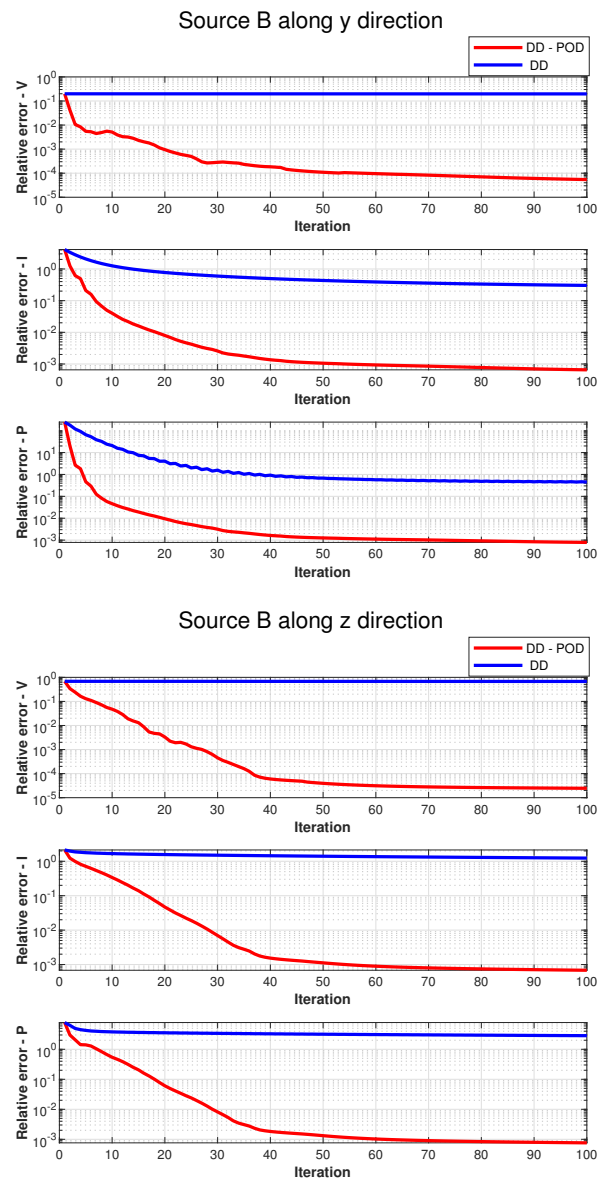 Source B along y direction
DD - POD
DD
Relative error - V
10^0
10^-1
10^-2
10^-3
10^-4
10^-5
0 10 20 30 40 50 60 70 80 90 100
Iteration
Relative error - I
10^0
10^-1
10^-2
10^-3
0 10 20 30 40 50 60 70 80 90 100
Iteration
Relative error - P
10^1
10^0
10^-1
10^-2
10^-3
0 10 20 30 40 50 60 70 80 90 100
Iteration
Source B along z direction
DD - POD
DD
Relative error - V
10^0
10^-1
10^-2
10^-3
10^-4
10^-5
0 10 20 30 40 50 60 70 80 90 100
Iteration
Relative error - I
10^0
10^-1
10^-2
10^-3
0 10 20 30 40 50 60 70 80 90 100
Iteration
Relative error - P
10^0
10^-1
10^-2
10^-3
0 10 20 30 40 50 60 70 80 90 100
Iteration